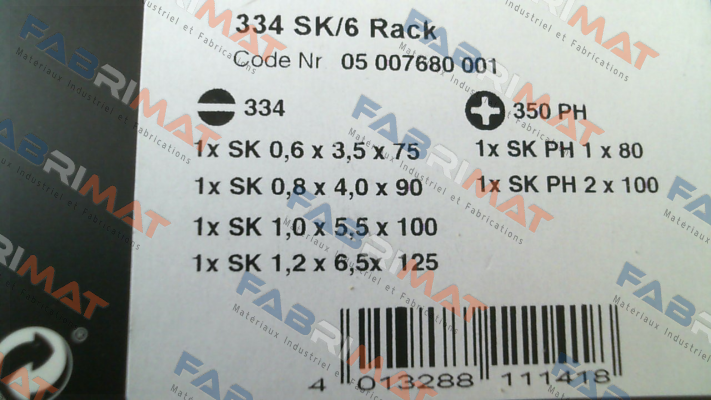 334 SK/6 Rack
Code Nr 05 007680 001
334
1x SK 0,6 x 3,5 x 75
1x SK 0,8 x 4,0 x 90
1x SK 1,0 x 5,5 x 100
1x SK 1,2 x 6,5x 125
350 PH
1x SK PH 1 x 80
1x SK PH 2 x 100
4 013288 111418
FABRIMAT
Matériaux Industriel et Fabrications